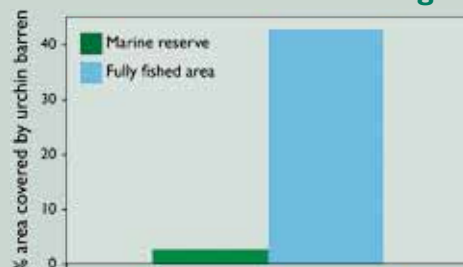 g
% area covered by urchin barren
40
30
20
10
0
Marine reserve
Fully fished area